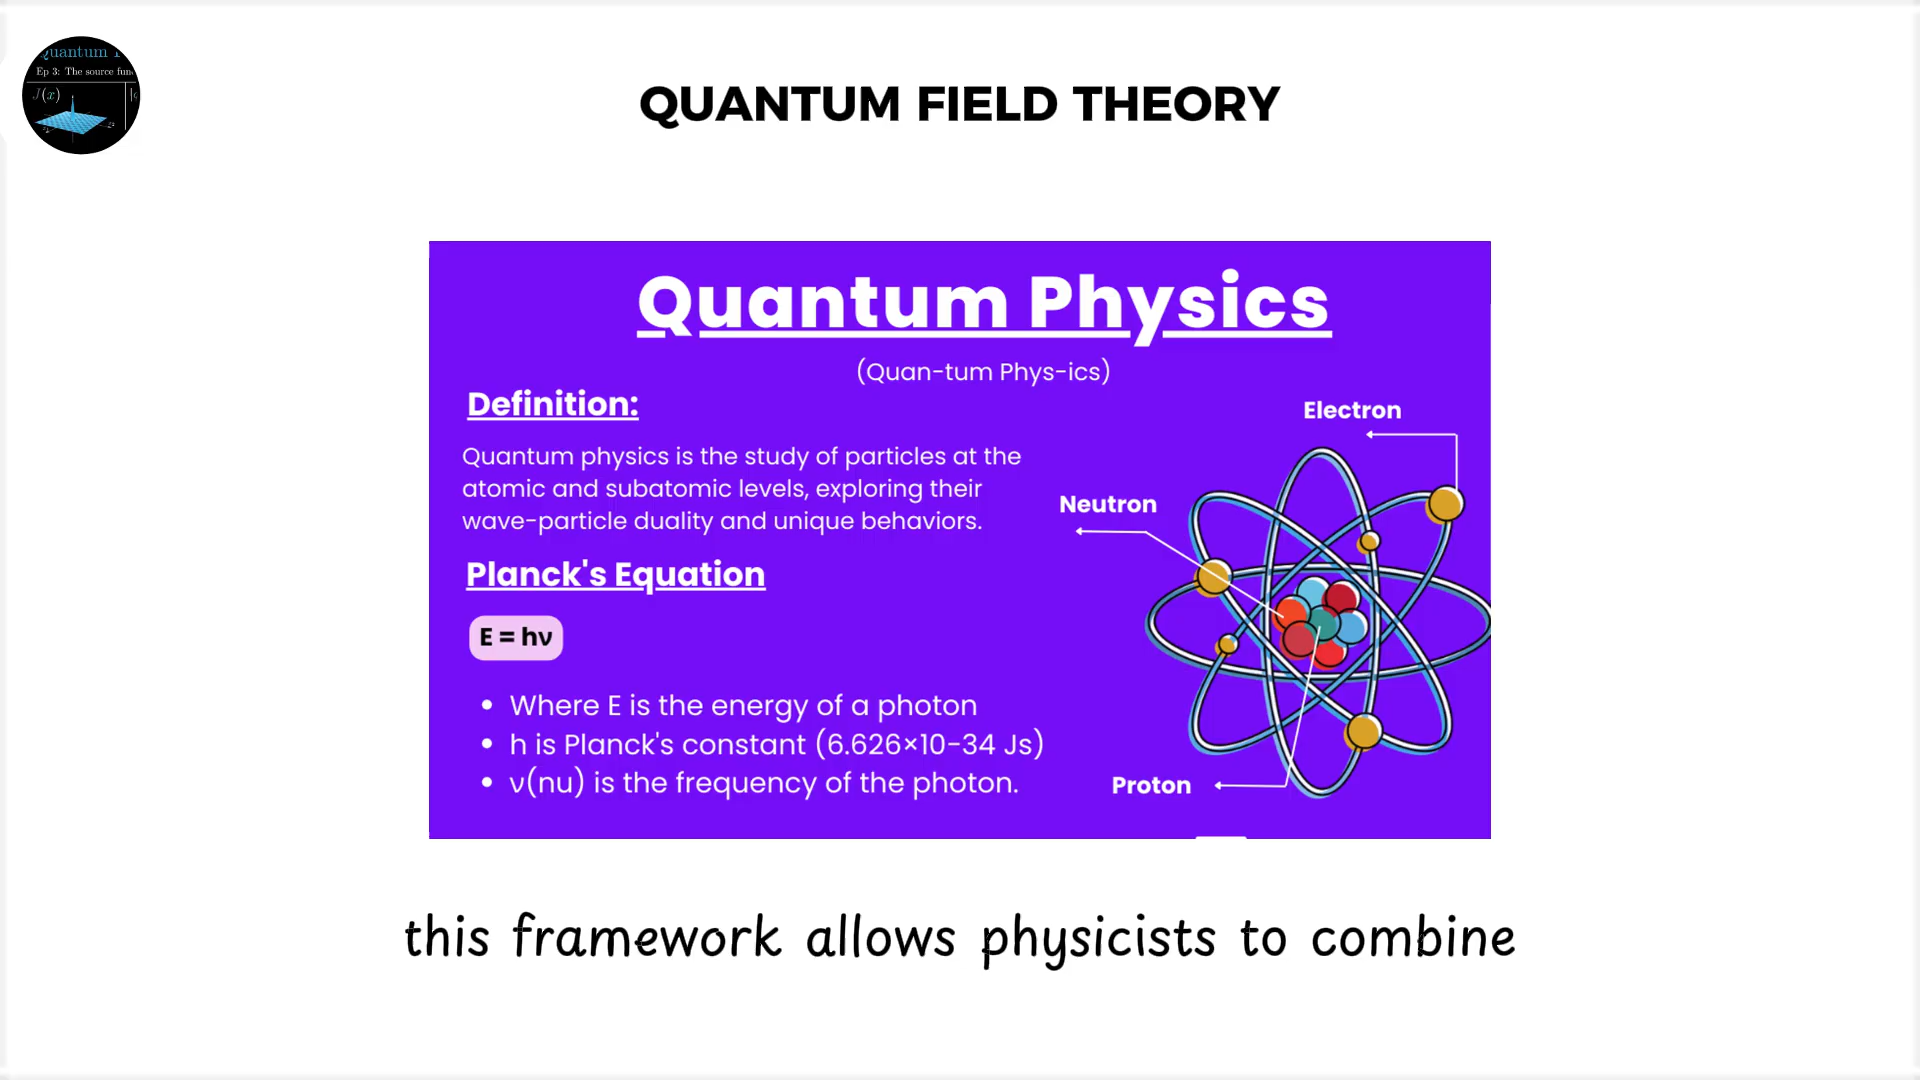 Quantum
Ep 3: The source fun
J(x)
QUANTUM FIELD THEORY
Quantum Physics
(Quan-tum Phys-ics)
Definition:
Quantum physics is the study of particles at the
atomic and subatomic levels, exploring their
wave-particle duality and unique behaviors.
Planck's Equation
E = hν
• Where E is the energy of a photon
• h is Planck's constant (6.626×10-34 Js)
• ν(nu) is the frequency of the photon.
Electron
Neutron
Proton
this framework allows physicists to combine